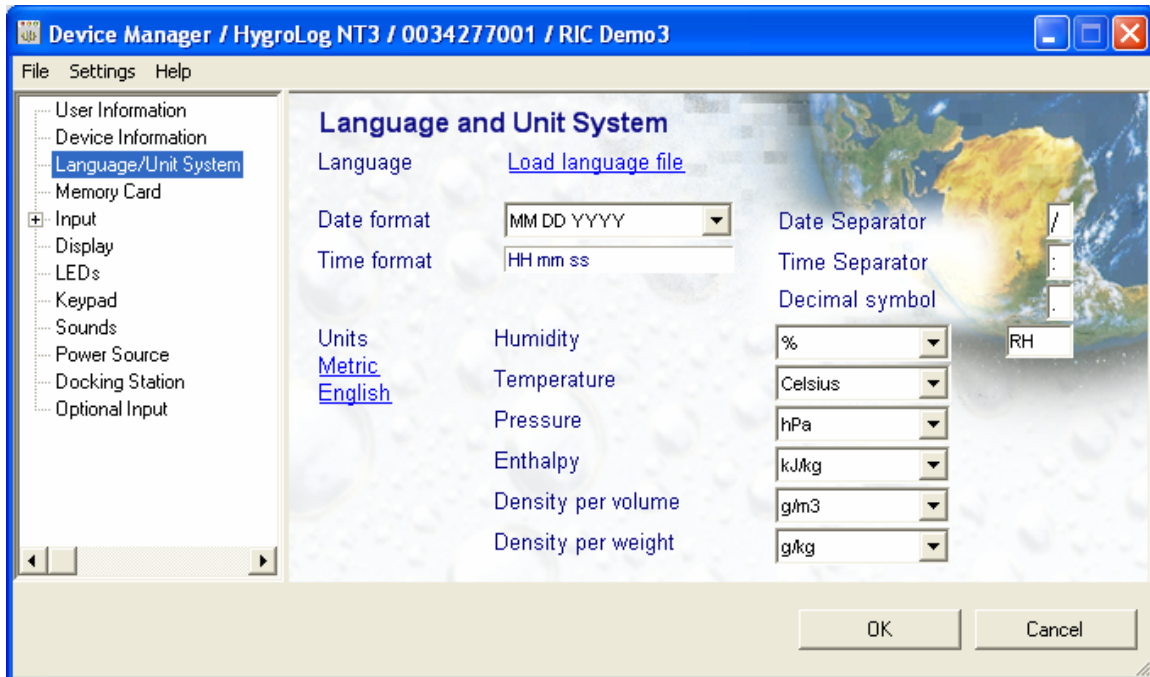 Device Manager / HygroLog NT3 / 0034277001 / RIC Demo3
File Settings Help
User Information
Device Information
Language/Unit System
Memory Card
Input
Display
LEDs
Keypad
Sounds
Power Source
Docking Station
Optional Input
Language and Unit System
Language Load language file
Date format MM DD YYYY Date Separator /
Time format HH mm ss Time Separator :
Decimal symbol .
Units Humidity % RH
Metric
English
Temperature Celsius
Pressure hPa
Enthalpy kJ/kg
Density per volume g/m3
Density per weight g/kg
OK Cancel